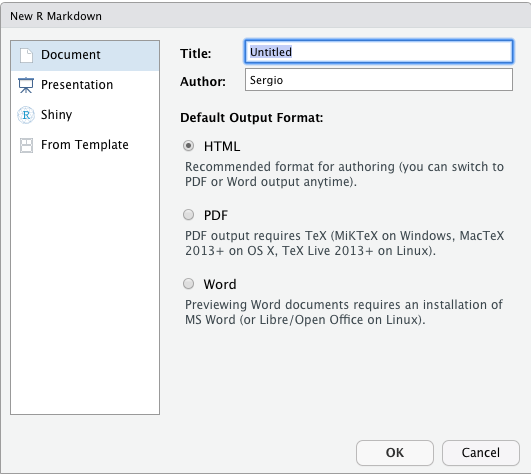 New R Markdown
Document
Presentation
R Shiny
From Template
Title: Untitled
Author: Sergio
Default Output Format:
HTML
Recommended format for authoring (you can switch to
PDF or Word output anytime).
PDF
PDF output requires TeX (MiKTeX on Windows, MacTeX
2013+ on OS X, TeX Live 2013+ on Linux).
Word
Previewing Word documents requires an installation of
MS Word (or Libre/Open Office on Linux).
OK Cancel